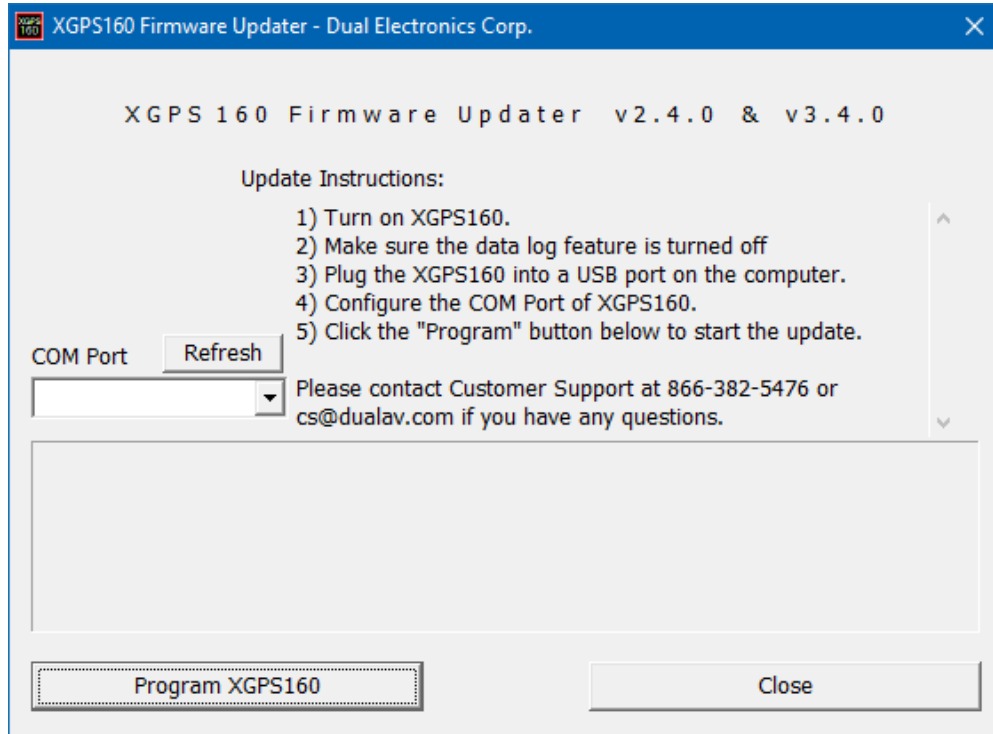 XGPS 160
XGPS160 Firmware Updater - Dual Electronics Corp.
XGPS 160 Firmware Updater v2.4.0 & v3.4.0
Update Instructions:
1) Turn on XGPS160.
2) Make sure the data log feature is turned off
3) Plug the XGPS160 into a USB port on the computer.
4) Configure the COM Port of XGPS160.
5) Click the "Program" button below to start the update.
COM Port
Refresh
Please contact Customer Support at 866-382-5476 or
cs@dualav.com if you have any questions.
Program XGPS160
Close